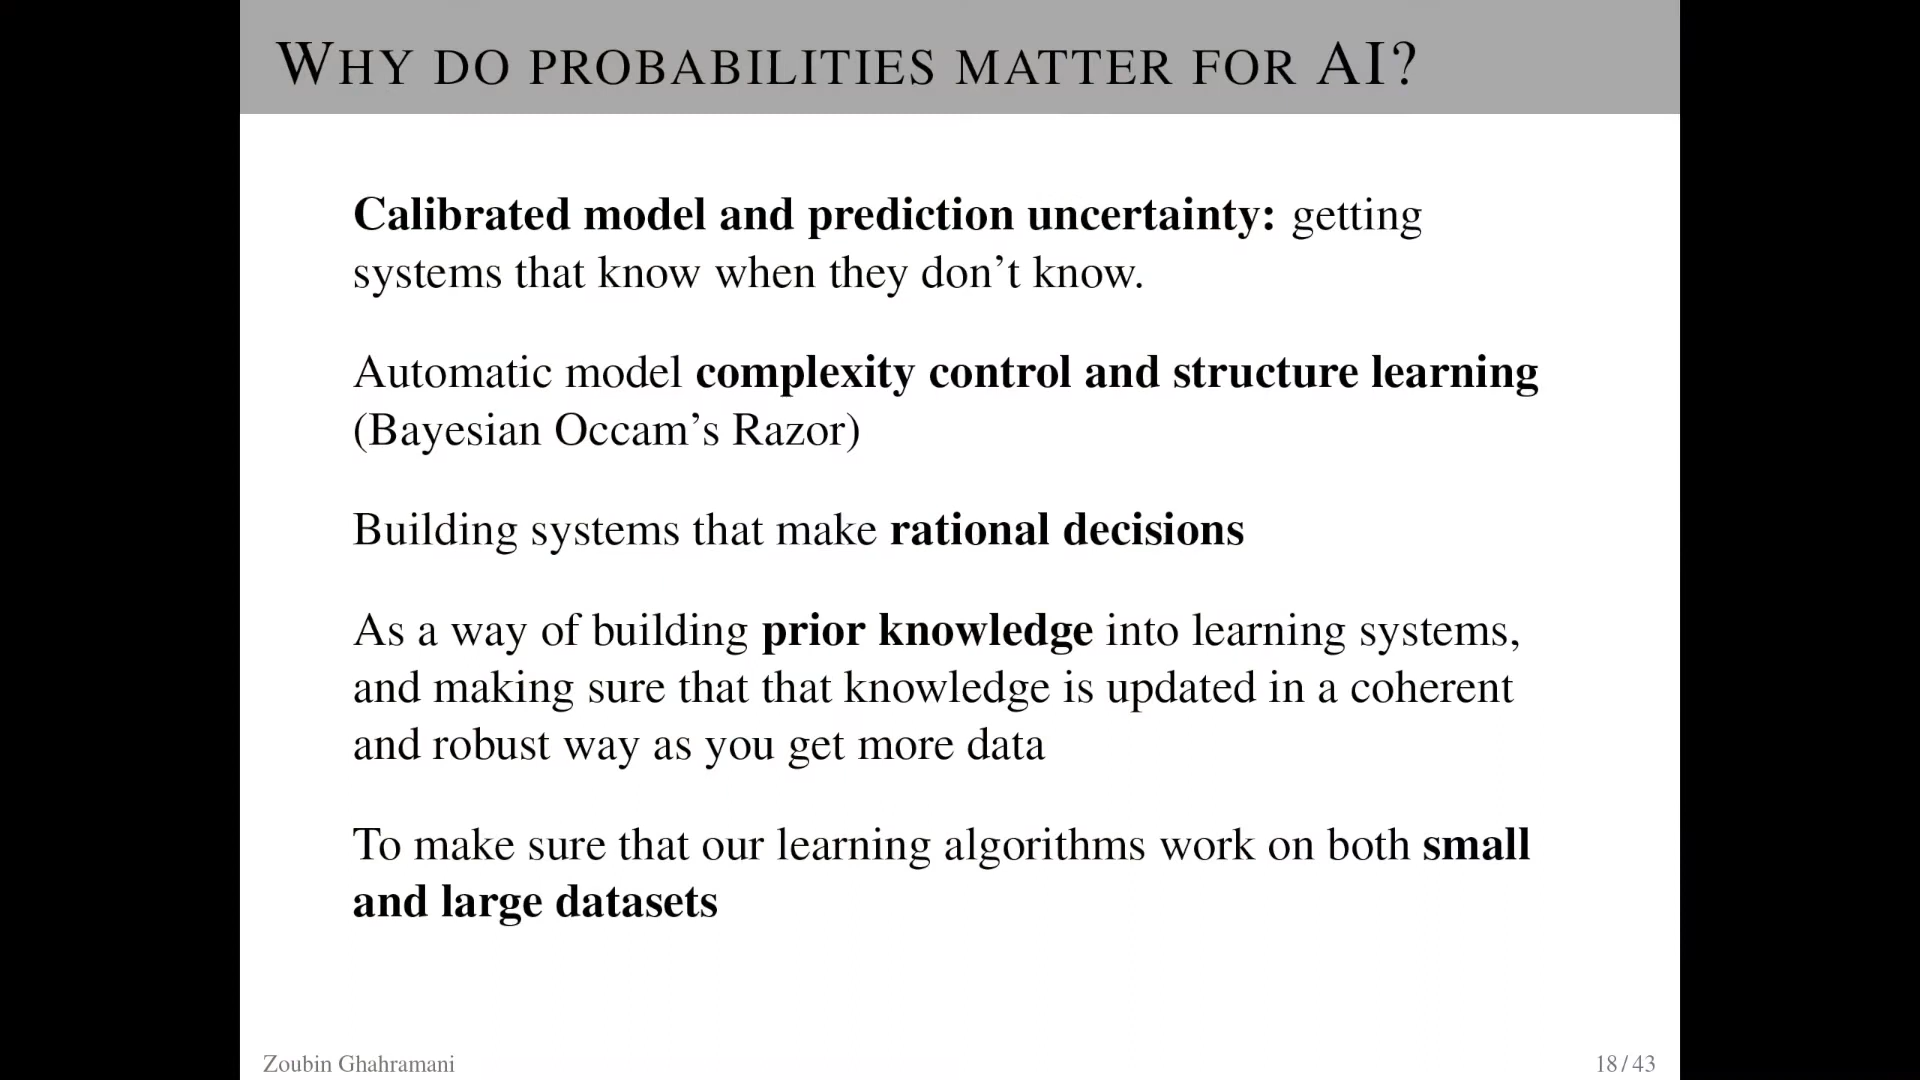 WHY DO PROBABILITIES MATTER FOR AI?
Calibrated model and prediction uncertainty: getting
systems that know when they don't know.
Automatic model complexity control and structure learning
(Bayesian Occam's Razor)
Building systems that make rational decisions
As a way of building prior knowledge into learning systems,
and making sure that that knowledge is updated in a coherent
and robust way as you get more data
To make sure that our learning algorithms work on both small
and large datasets
Zoubin Ghahramani
18/43